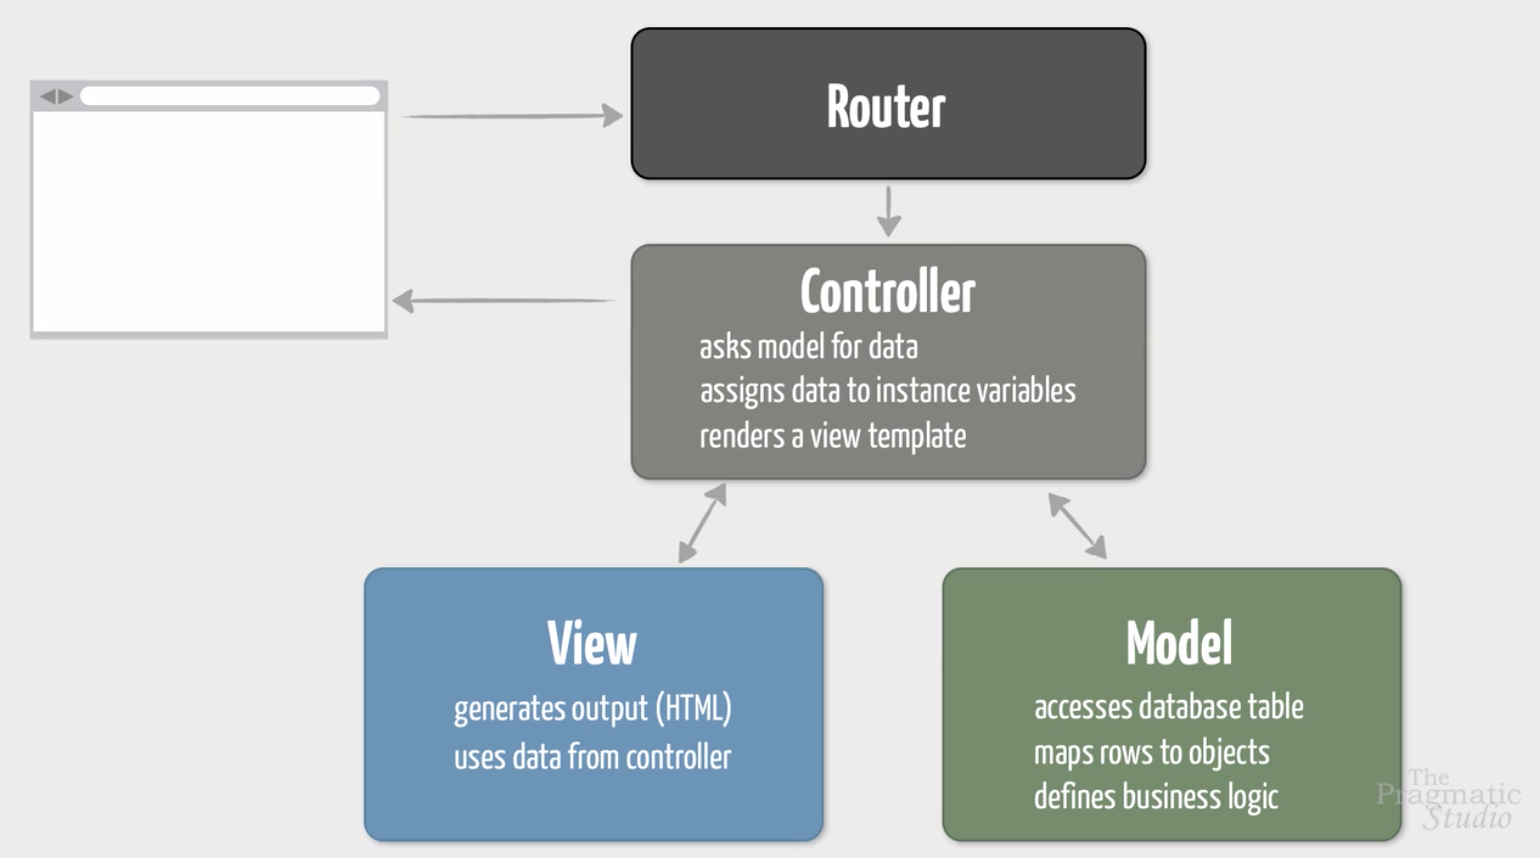 Router
Controller
asks model for data
assigns data to instance variables
renders a view template
View
generates output (HTML)
uses data from controller
Model
accesses database table
maps rows to objects
defines business logic
The
Pragmatic
Studio